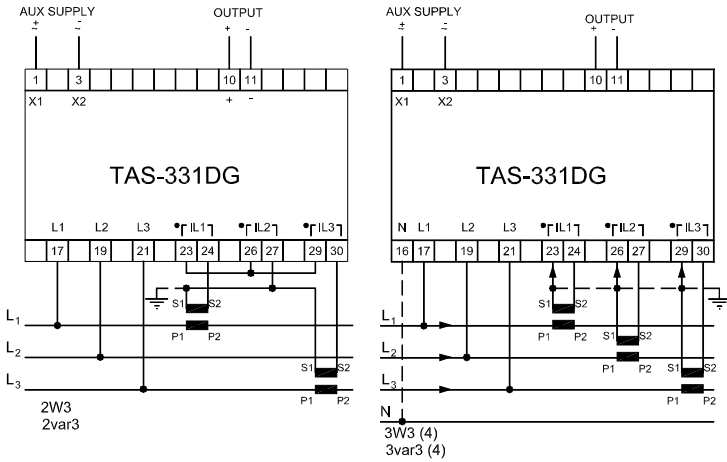 AUX SUPPLY
+ -
~ ~
OUTPUT
+ -
1 3 10 11
X1 X2 + -
TAS-331DG
L1 L2 L3 IL1 IL2 IL3
17 19 21 23 24 26 27 29 30
S1 S2
L1
P1 P2
L2
S1 S2
L3
P1 P2
2W3
2var3
AUX SUPPLY
+ -
~ ~
OUTPUT
+ -
1 3 10 11
X1 X2
TAS-331DG
N L1 L2 L3 IL1 IL2 IL3
16 17 19 21 23 24 26 27 29 30
S1 S2
L1
P1 P2
S1 S2
L2
P1 P2
S1 S2
L3
P1 P2
N
3W3 (4)
3var3 (4)